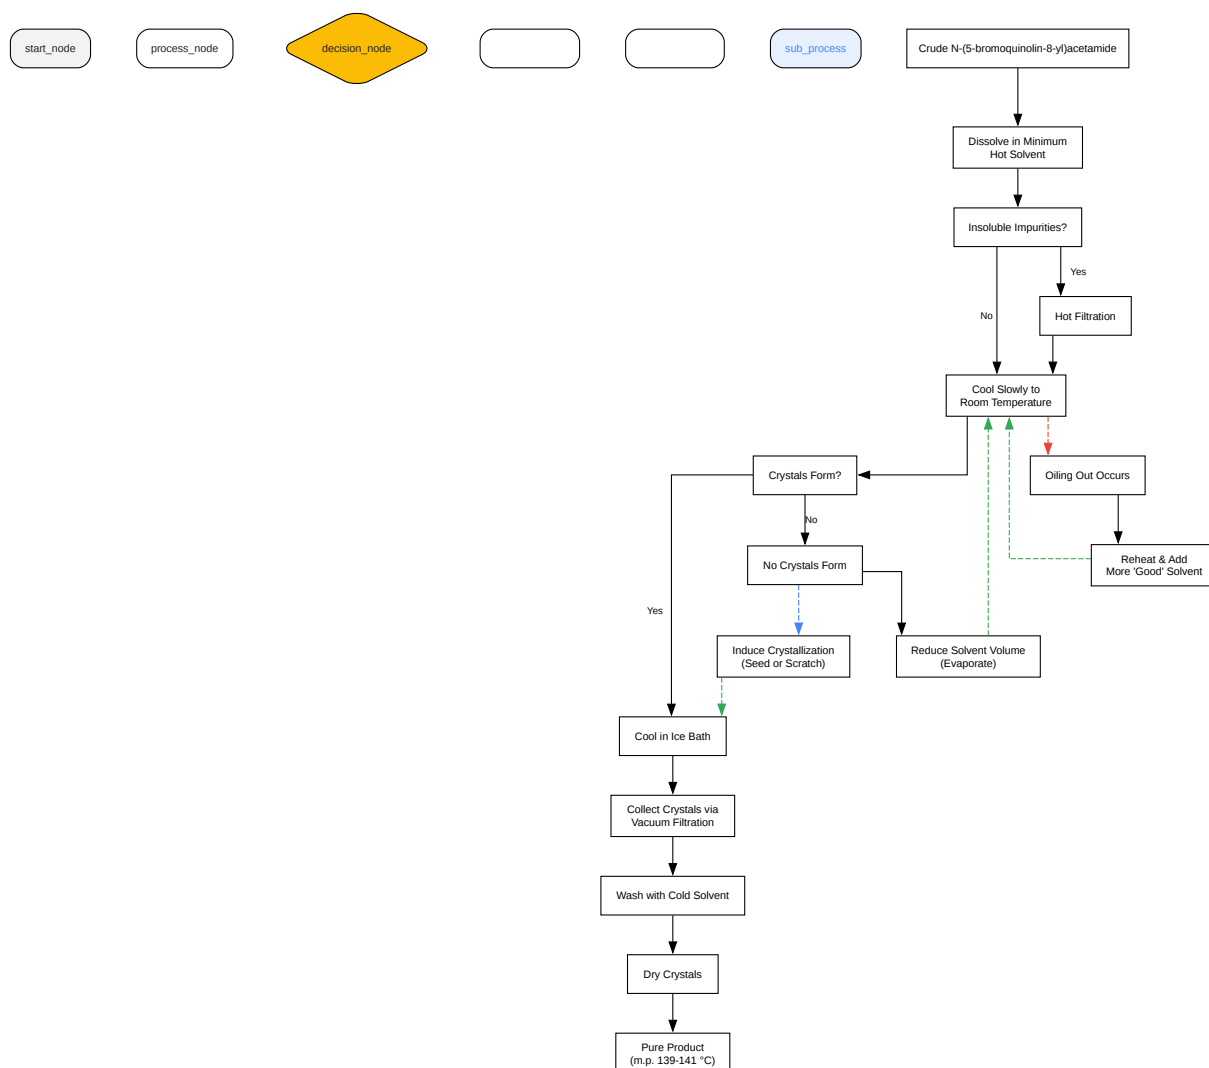 start_node
process_node
decision_node
sub_process
Crude N-(5-bromoquinolin-8-yl)acetamide
Dissolve in Minimum
Hot Solvent
Insoluble Impurities?
Yes
No
Hot Filtration
Cool Slowly to
Room Temperature
Crystals Form?
Oiling Out Occurs
No
No Crystals Form
Reheat & Add
More 'Good' Solvent
Yes
Induce Crystallization
(Seed or Scratch)
Reduce Solvent Volume
(Evaporate)
Cool in Ice Bath
Collect Crystals via
Vacuum Filtration
Wash with Cold Solvent
Dry Crystals
Pure Product
(m.p. 139-141 °C)